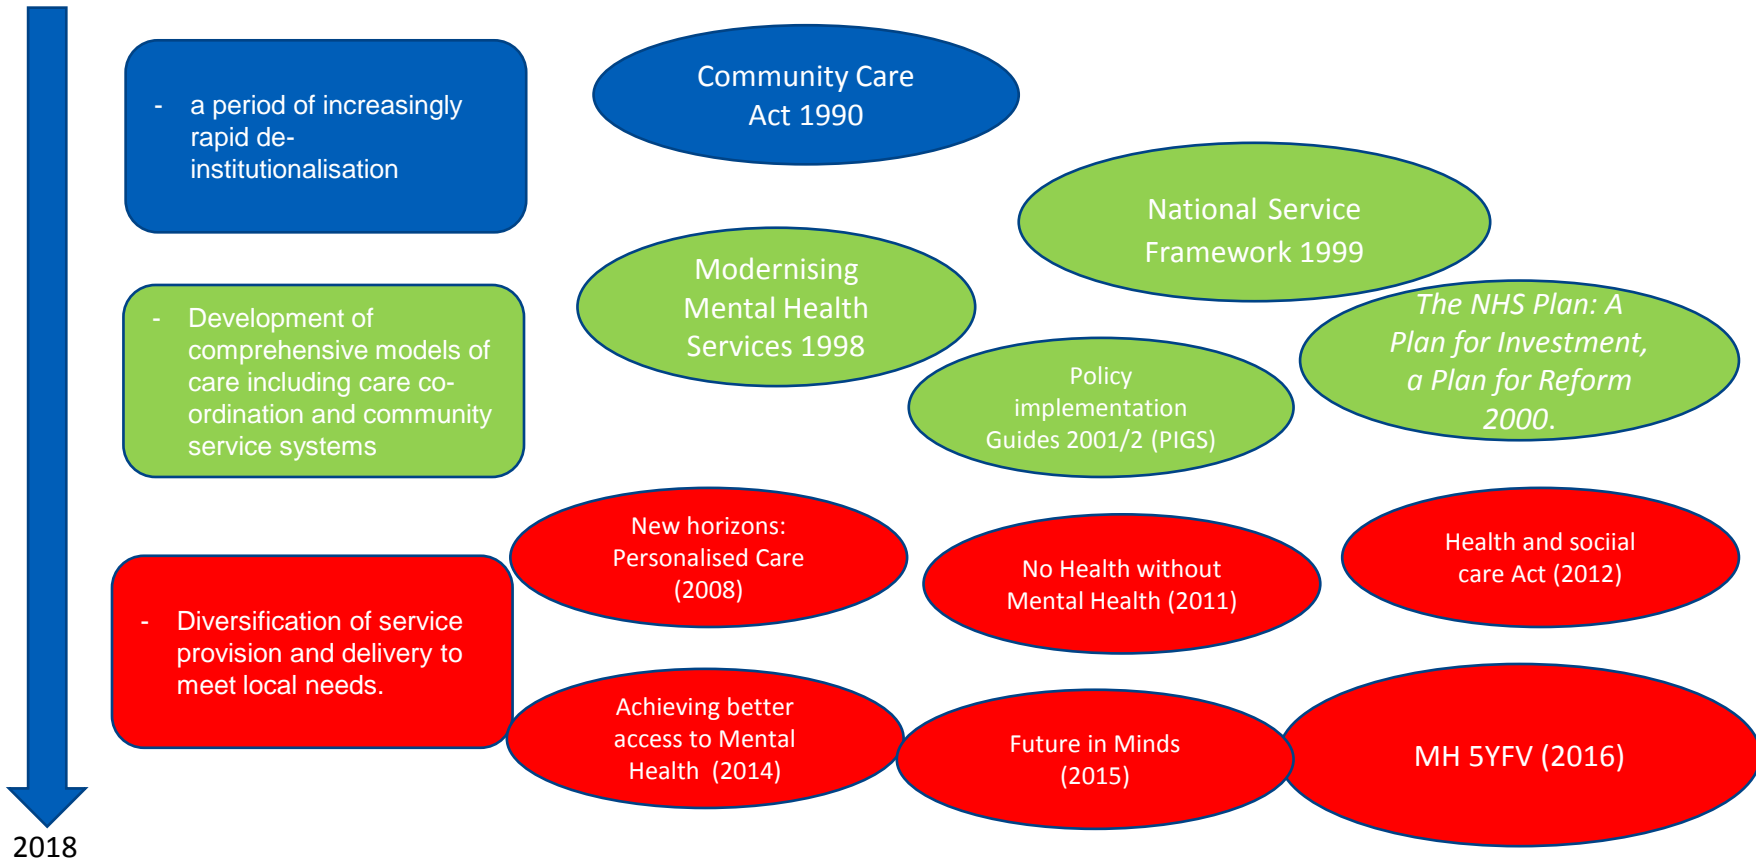 - a period of increasingly
rapid de-
institutionalisation
Community Care
Act 1990
National Service
Framework 1999
Modernising
Mental Health
Services 1998
- Development of
comprehensive models of
care including care co-
ordination and community
service systems
The NHS Plan: A
Plan for Investment,
a Plan for Reform
2000.
Policy
implementation
Guides 2001/2 (PIGS)
New horizons:
Personalised Care
(2008)
No Health without
Mental Health (2011)
Health and sociial
care Act (2012)
- Diversification of service
provision and delivery to
meet local needs.
Achieving better
access to Mental
Health (2014)
Future in Minds
(2015)
MH 5YFV (2016)
2018